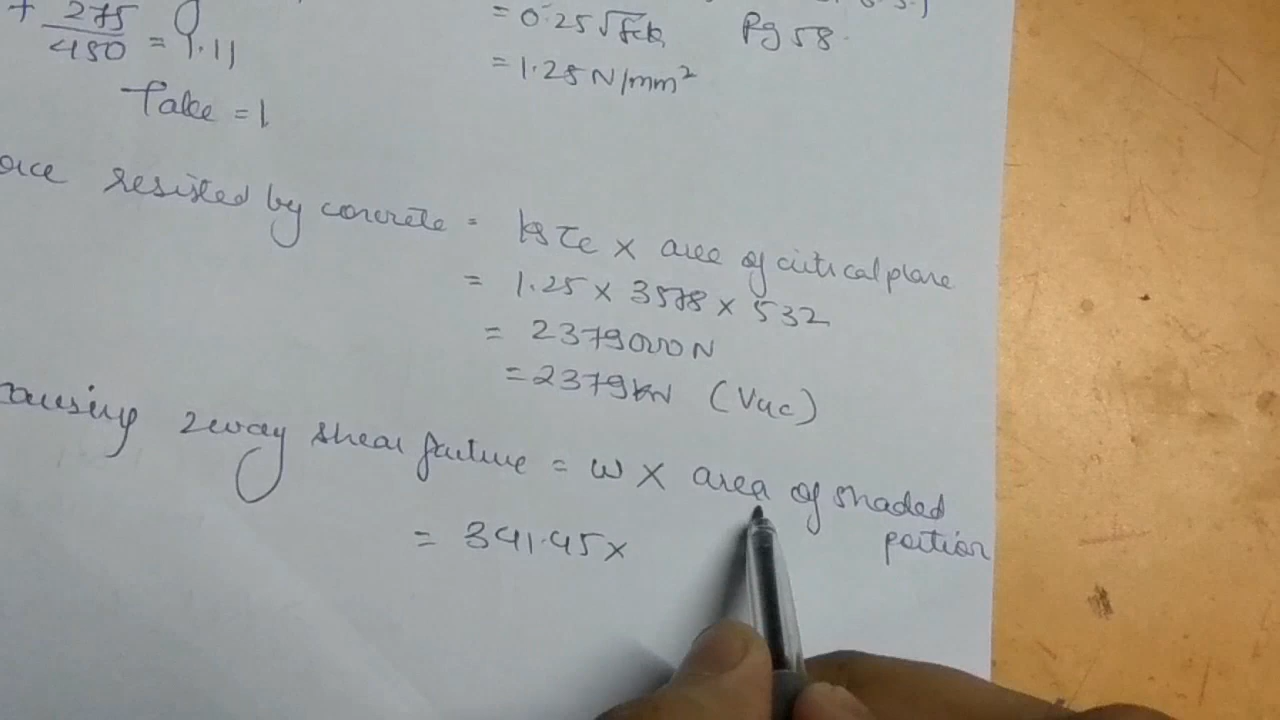 + 275/450 = 1.11
= 0.25√fck Pg 58.
= 1.25 N/mm²
Take = 1
resisted by concrete = ks τc × area of critical plane
= 1.25 × 3578 × 532
= 2379000 N
= 2379 kN (Vuc)
causing 2way shear failure = w × area of shaded portion
= 341.45 ×